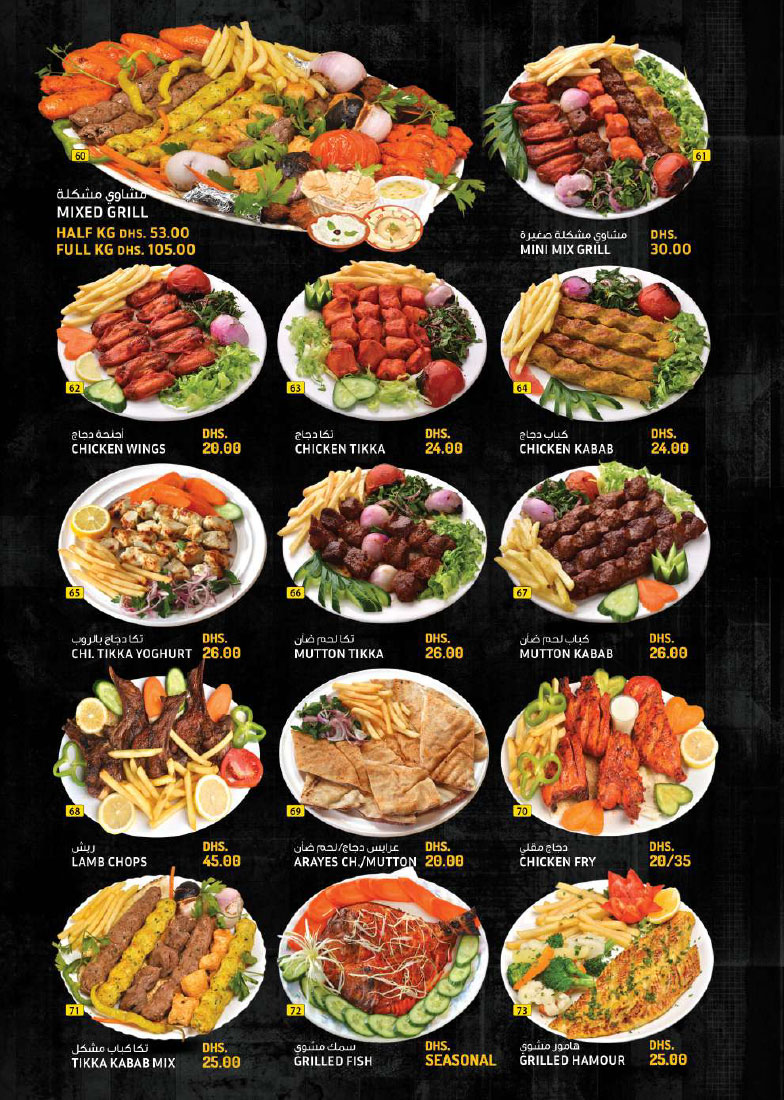 60
مشاوي مشكلة
MIXED GRILL
HALF KG DHS. 53.00
FULL KG DHS. 105.00
61
مشاوي مشكلة صغيرة
MINI MIX GRILL
DHS.
30.00
62
أجنحة دجاج
CHICKEN WINGS
DHS.
20.00
63
تكا دجاج
CHICKEN TIKKA
DHS.
24.00
64
كباب دجاج
CHICKEN KABAB
DHS.
24.00
65
تكا دجاج بالروب
CHI. TIKKA YOGHURT
DHS.
26.00
66
تكا لحم ضأن
MUTTON TIKKA
DHS.
26.00
67
كباب لحم ضأن
MUTTON KABAB
DHS.
26.00
68
ريش
LAMB CHOPS
DHS.
45.00
69
عرايس دجاج/لحم ضأن
ARAYES CH./MUTTON
DHS.
20.00
70
دجاج مقلي
CHICKEN FRY
DHS.
20/35
71
تكا كباب مشكل
TIKKA KABAB MIX
DHS.
25.00
72
سمك مشوي
GRILLED FISH
DHS.
SEASONAL
73
هامور مشوي
GRILLED HAMOUR
DHS.
25.00